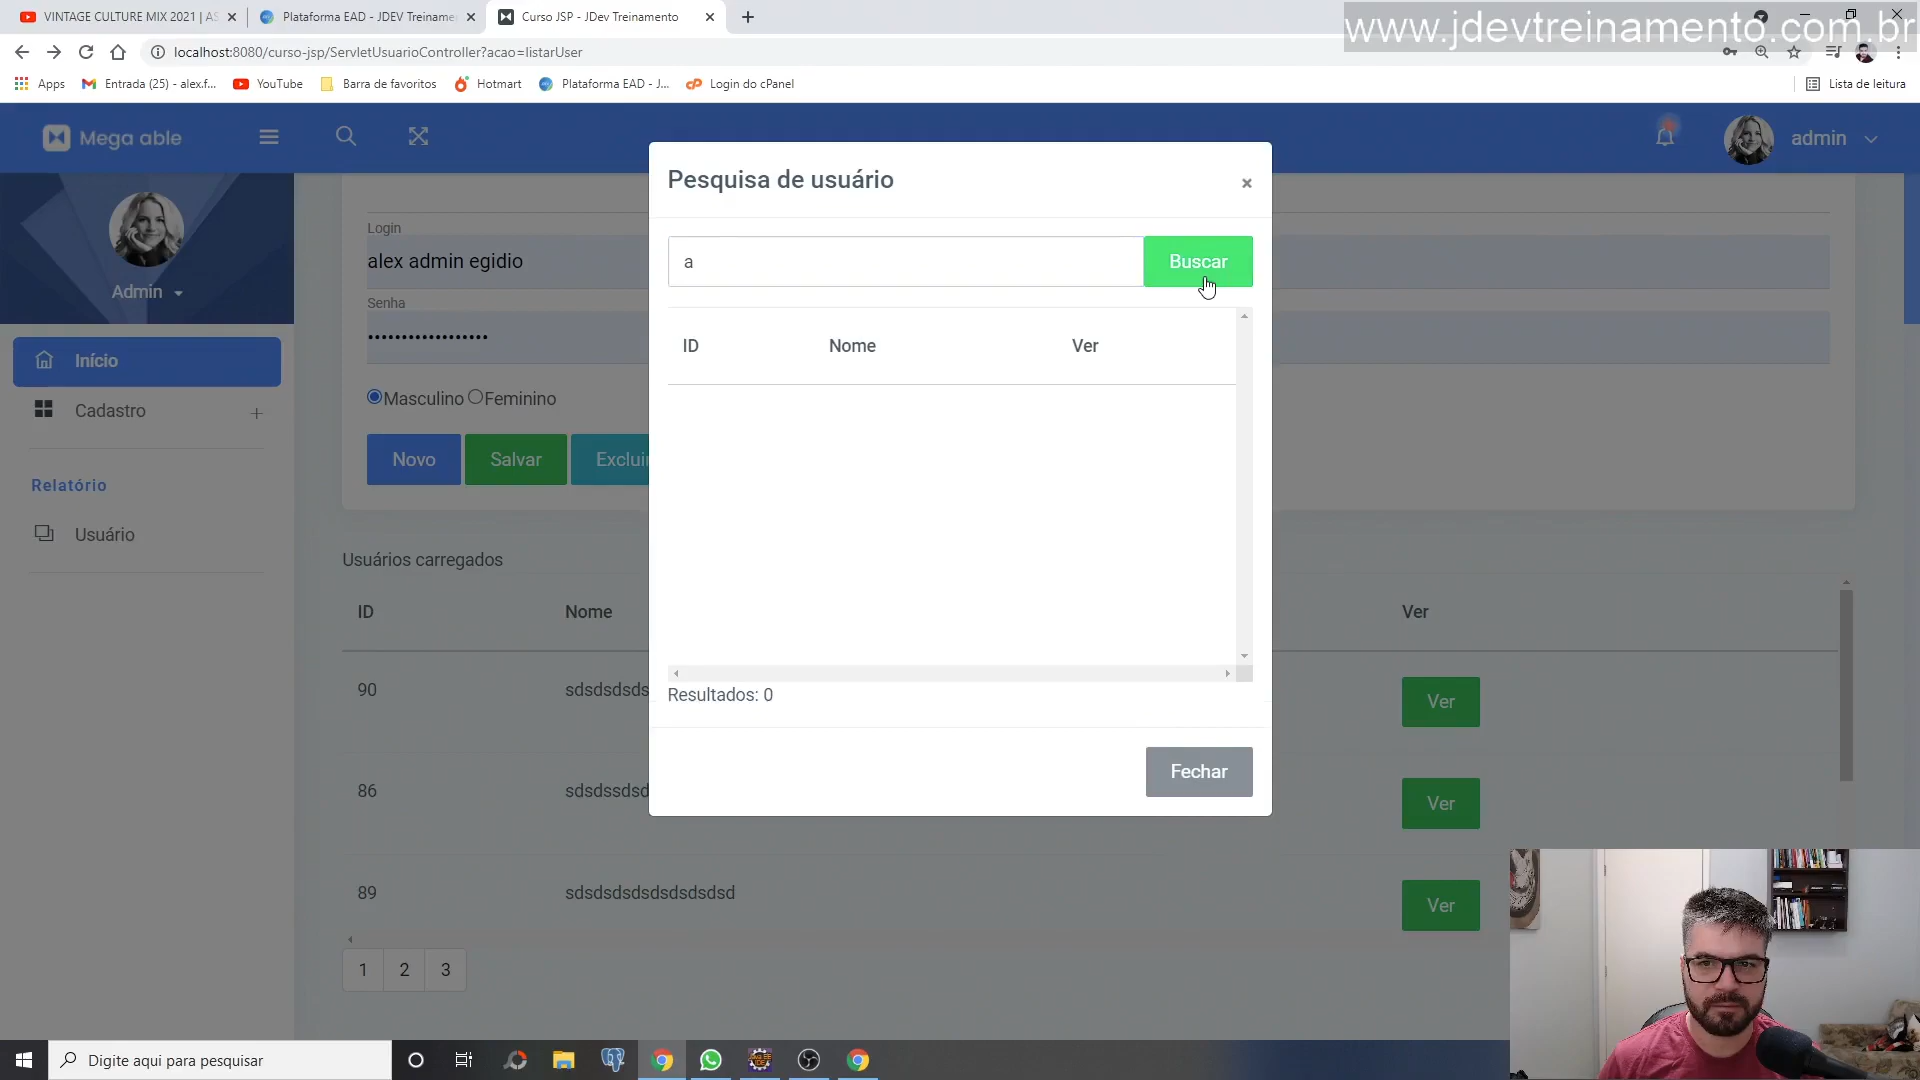 VINTAGE CULTURE MIX 2021 | AS
Plataforma EAD - JDEV Treiname
Curso JSP - JDev Treinamento
www.jdevtreinamento.com.br
localhost:8080/curso-jsp/ServletUsuarioController?acao=listarUser
Apps
Entrada (25) - alex.f...
YouTube
Barra de favoritos
Hotmart
Plataforma EAD - J...
cP Login do cPanel
Lista de leitura
Mega able
admin
Pesquisa de usuário
×
Login
alex admin egidio
a
Buscar
Admin
Senha
ID
Nome
Ver
Início
Masculino
Feminino
Cadastro
Novo
Salvar
Excluir
Relatório
Usuário
Usuários carregados
ID
Nome
Ver
90
sdsdsdsds
Ver
Resultados: 0
Fechar
86
sdsdssdsd
Ver
89
sdsdsdsdsdsdsdsdsd
Ver
1
2
3
Digite aqui para pesquisar